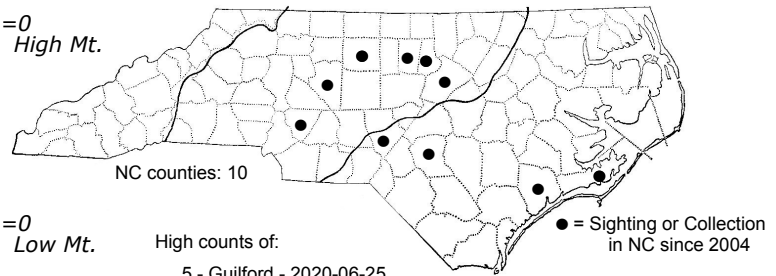 =0
High Mt.
NC counties: 10
=0
Low Mt.
High counts of:
● = Sighting or Collection
in NC since 2004
5 - Guilford - 2020-06-25